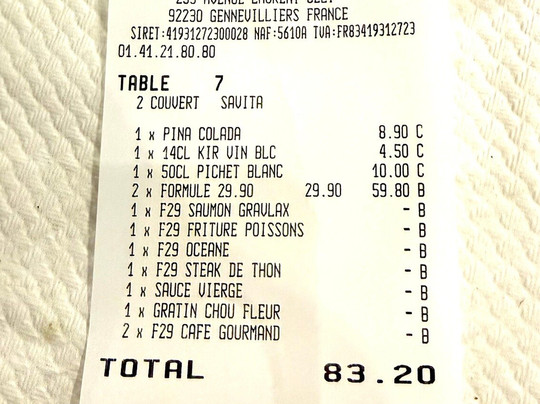 92230 GENNEVILLIERS FRANCE
SIRET:41931272300028 NAF:5610A TVA:FR83419312723
01.41.21.80.80
TABLE 7
2 COUVERT SAVITA
1 x PINA COLADA 8.90 C
1 x 14CL KIR VIN BLC 4.50 C
1 x 50CL PICHET BLANC 10.00 C
2 x FORMULE 29.90 29.90 59.80 B
1 x F29 SAUMON GRAVLAX - B
1 x F29 FRITURE POISSONS - B
1 x F29 OCEANE - B
1 x F29 STEAK DE THON - B
1 x SAUCE VIERGE - B
1 x GRATIN CHOU FLEUR - B
2 x F29 CAFE GOURMAND - B
TOTAL 83.20